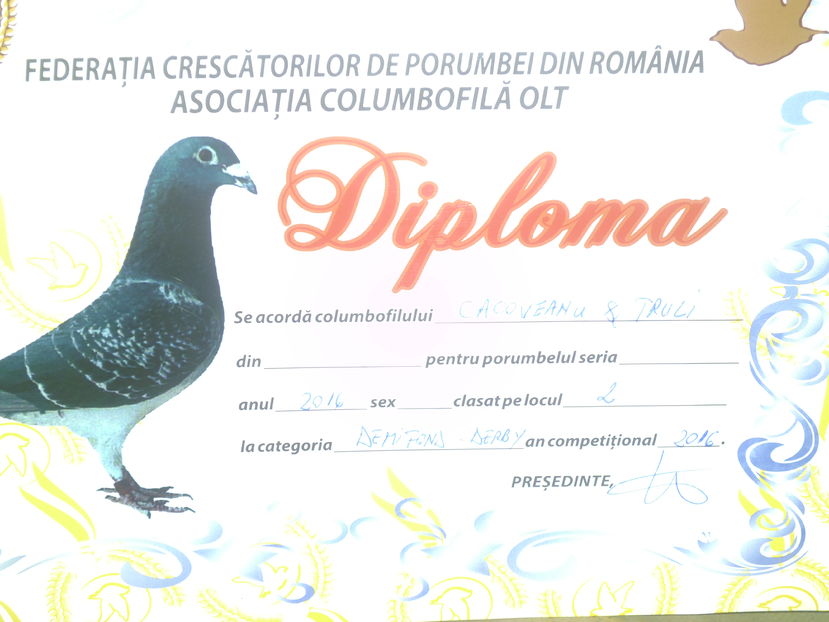 FEDERAȚIA CRESCĂTORILOR DE PORUMBEI DIN ROMÂNIA
ASOCIAȚIA COLUMBOFILĂ OLT
Diploma
Se acordă columbofilului CACOVEANU & TRULI
din pentru porumbelul seria
anul 2016 sex clasat pe locul 2
la categoria DEMIFOND - DERBY an competițional 2016.
PREȘEDINTE,